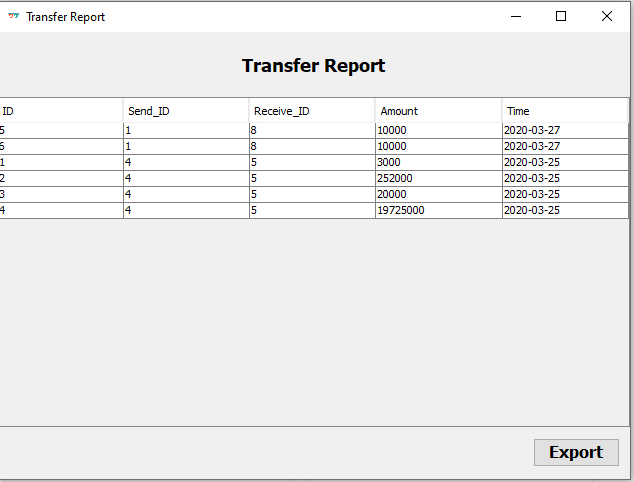 Transfer Report
Transfer Report
ID Send_ID Receive_ID Amount Time
5 1 8 10000 2020-03-27
6 1 8 10000 2020-03-27
1 4 5 3000 2020-03-25
2 4 5 252000 2020-03-25
3 4 5 20000 2020-03-25
4 4 5 19725000 2020-03-25
Export